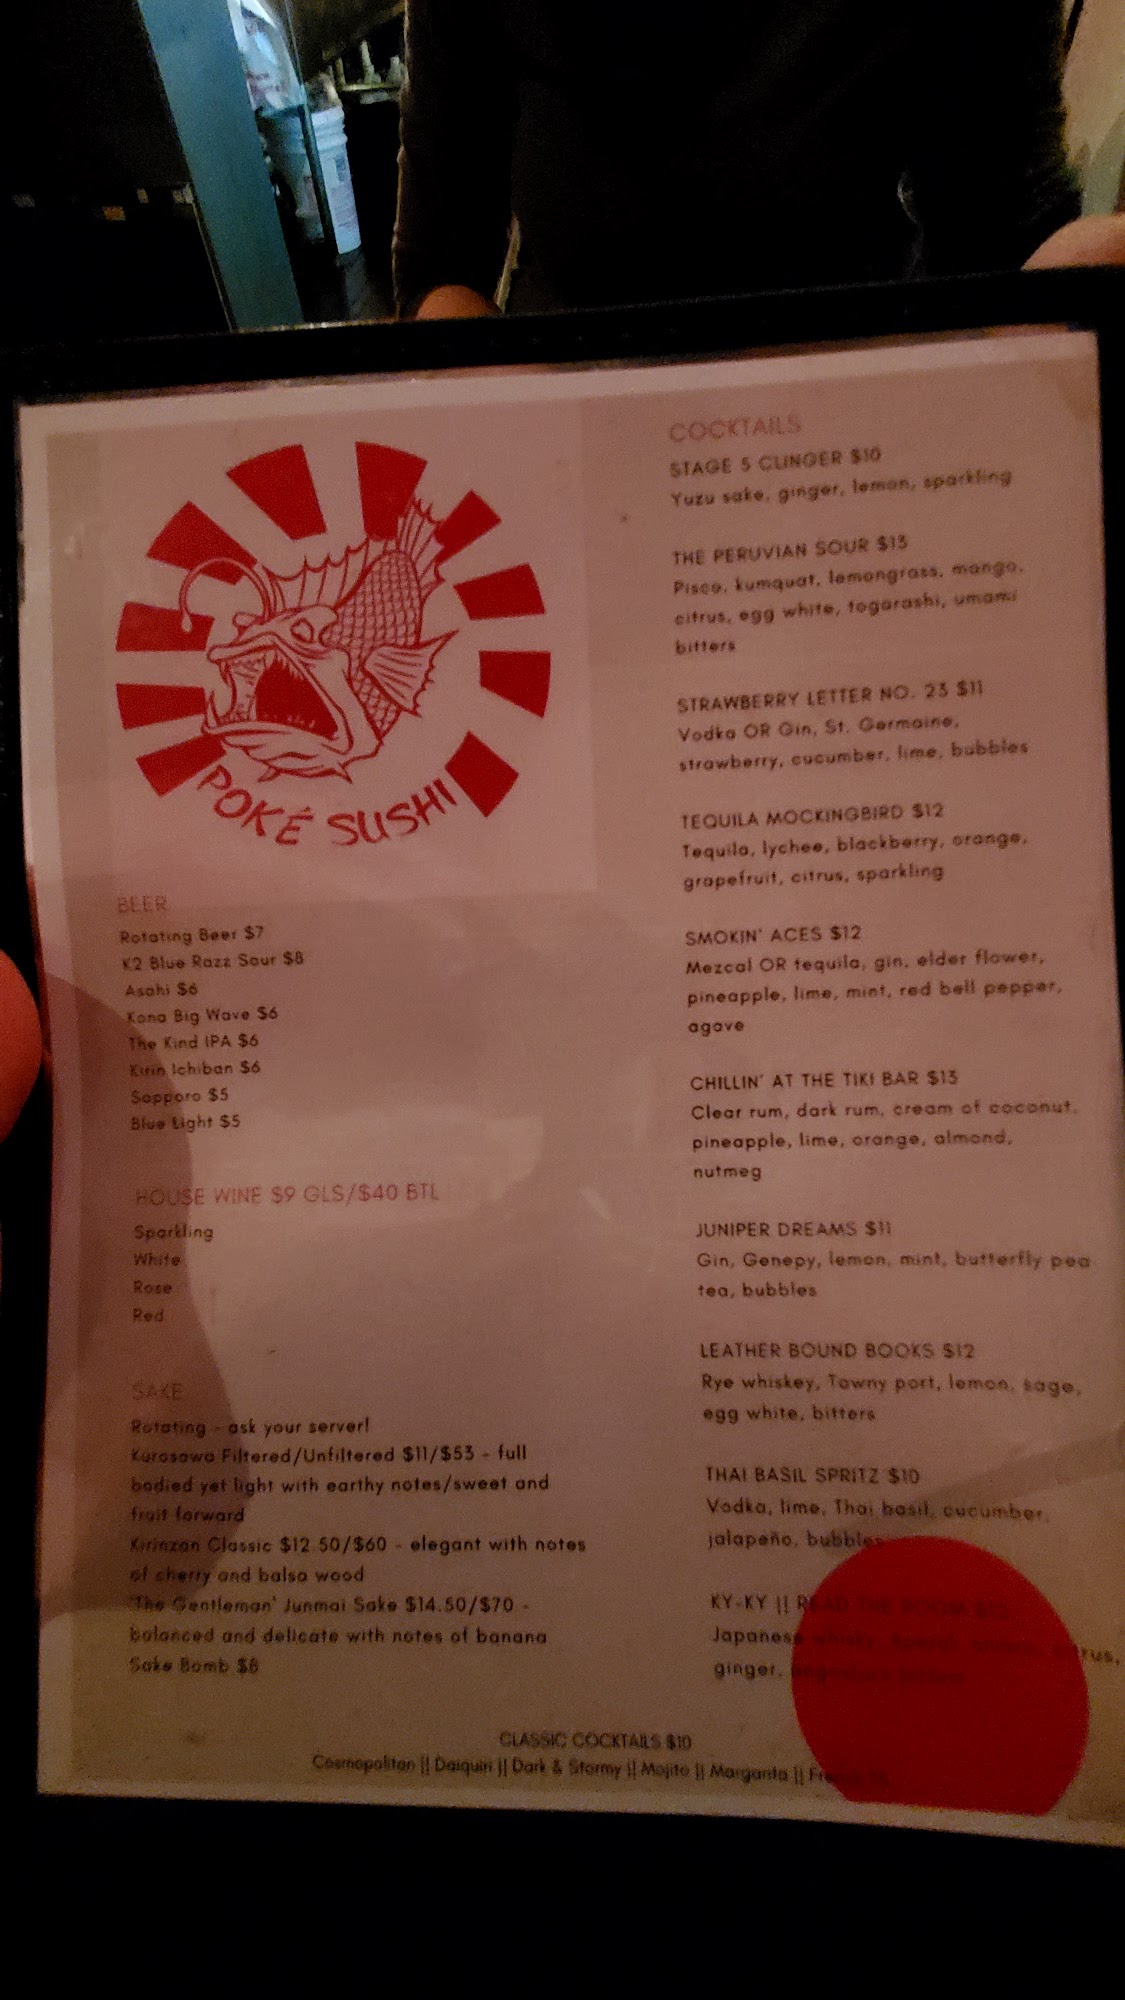 POKÉ SUSHI
BEER
Rotating Beer $7
K2 Blue Razz Sour $8
Asahi $6
Kona Big Wave $6
The Kind IPA $6
Kirin Ichiban $6
Sapporo $5
Blue Light $5
HOUSE WINE $9 GLS/$40 BTL
Sparkling
White
Rose
Red
SAKE
Rotating - ask your server!
Kurosawa Filtered/Unfiltered $11/$53 - full
bodied yet light with earthy notes/sweet and
fruit forward
Kirinzan Classic $12.50/$60 - elegant with notes
of cherry and balsa wood
'The Gentleman' Junmai Sake $14.50/$70 -
balanced and delicate with notes of banana
Sake Bomb $8
COCKTAILS
STAGE 5 CLINGER $10
Yuzu sake, ginger, lemon, sparkling
THE PERUVIAN SOUR $13
Pisco, kumquat, lemongrass, mango,
citrus, egg white, togarashi, umami
bitters
STRAWBERRY LETTER NO. 23 $11
Vodka OR Gin, St. Germaine,
strawberry, cucumber, lime, bubbles
TEQUILA MOCKINGBIRD $12
Tequila, lychee, blackberry, orange,
grapefruit, citrus, sparkling
SMOKIN' ACES $12
Mezcal OR tequila, gin, elder flower,
pineapple, lime, mint, red bell pepper,
agave
CHILLIN' AT THE TIKI BAR $13
Clear rum, dark rum, cream of coconut,
pineapple, lime, orange, almond,
nutmeg
JUNIPER DREAMS $11
Gin, Genepy, lemon, mint, butterfly pea
tea, bubbles
LEATHER BOUND BOOKS $12
Rye whiskey, Tawny port, lemon, sage,
egg white, bitters
THAI BASIL SPRITZ $10
Vodka, lime, Thai basil, cucumber,
jalapeño, bubbles
KY-KY || READ THE ROOM
Japanese whisky, citrus,
ginger, bitters
CLASSIC COCKTAILS $10
Cosmopolitan || Daiquiri || Dark & Stormy || Mojito || Margarita || French